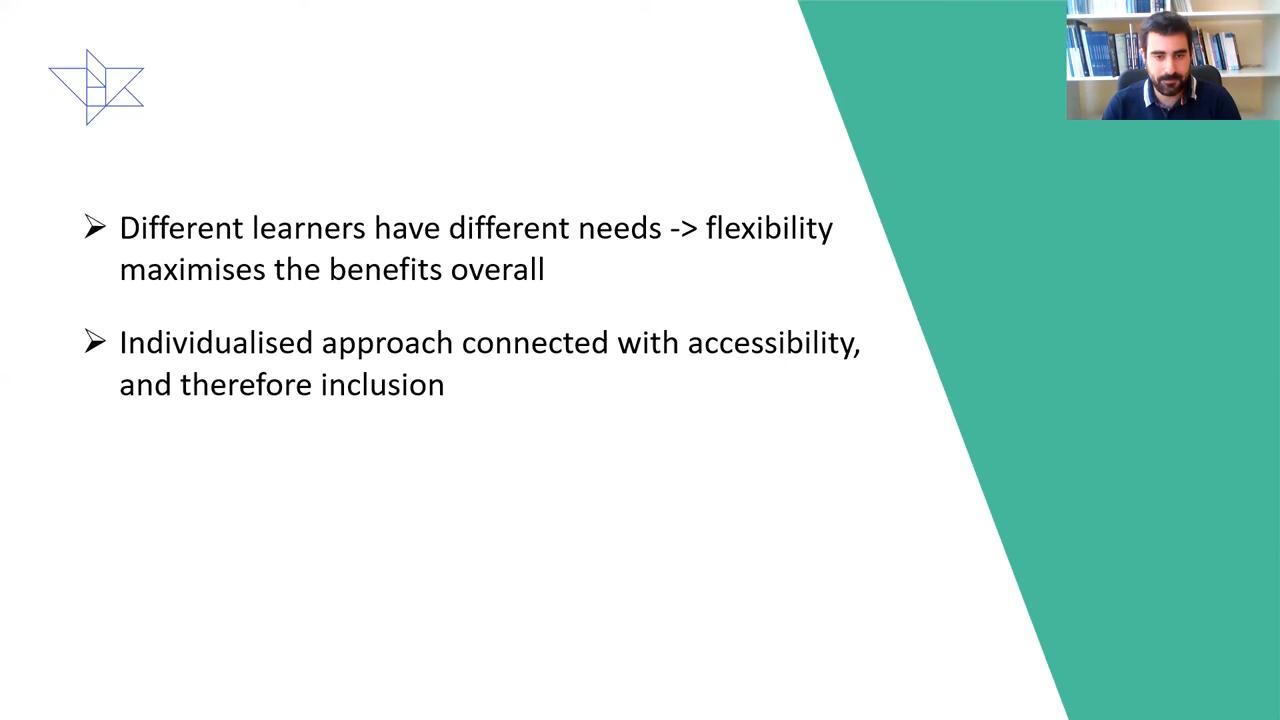 Different learners have different needs -> flexibility
maximises the benefits overall
Individualised approach connected with accessibility,
and therefore inclusion